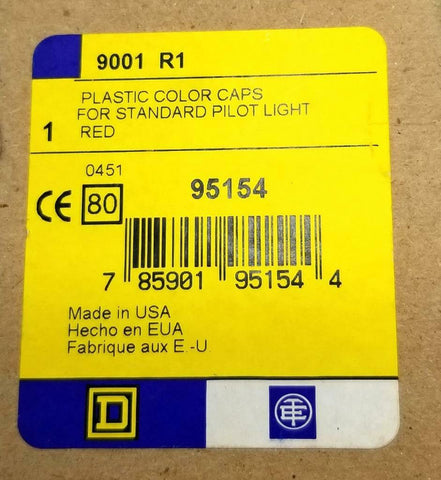 9001 R1
PLASTIC COLOR CAPS
FOR STANDARD PILOT LIGHT
1 RED
0451
CE 80 95154
7 85901 95154 4
Made in USA
Hecho en EUA
Fabrique aux E.-U.
D TE